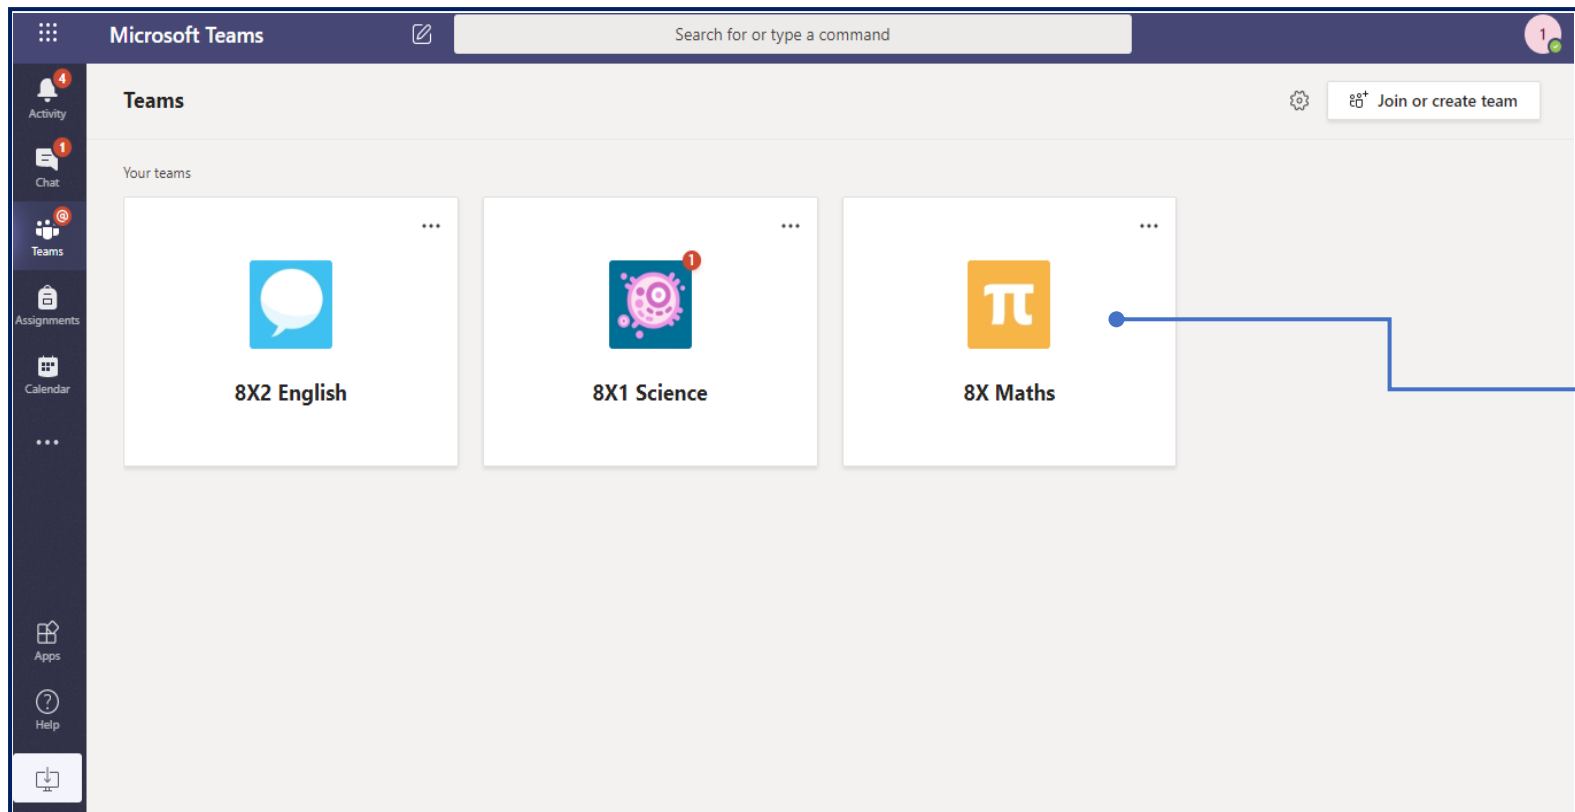 Microsoft Teams
Search for or type a command
1
4
Activity
1
Chat
@
Teams
Assignments
Calendar
Apps
Help
Teams
Join or create team
Your teams
8X2 English
1
8X1 Science
π
8X Maths